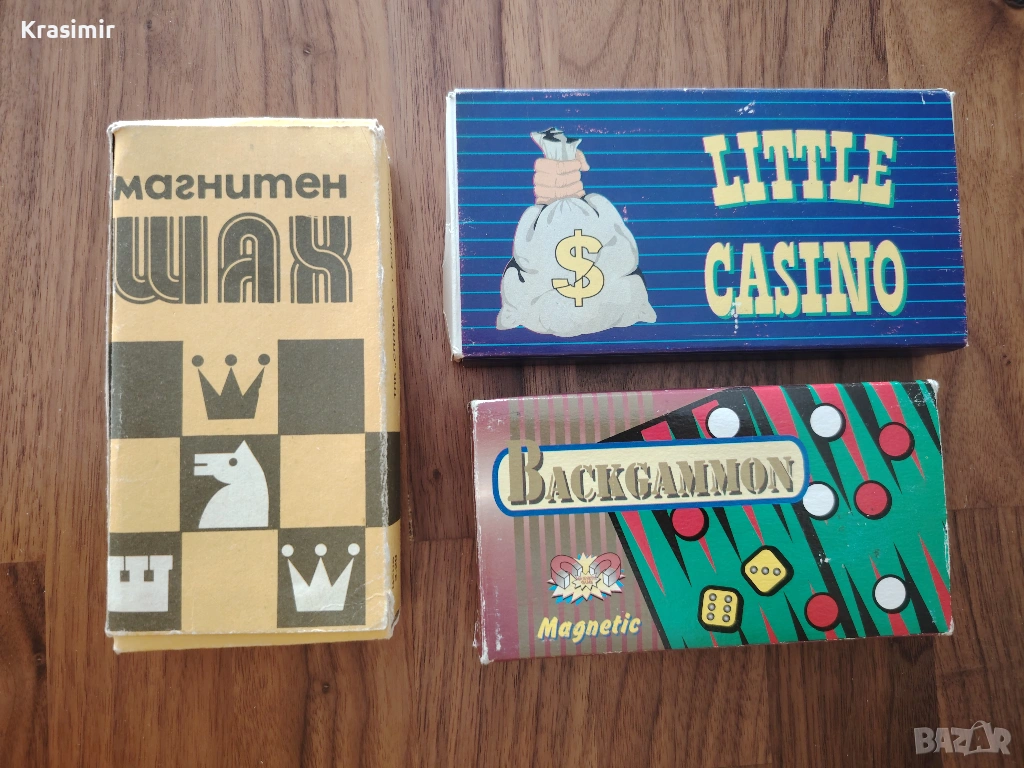 Krasimir
магнитен
ШАХ
LITTLE
CASINO
$
BACKGAMMON
Magnetic
BAZAR